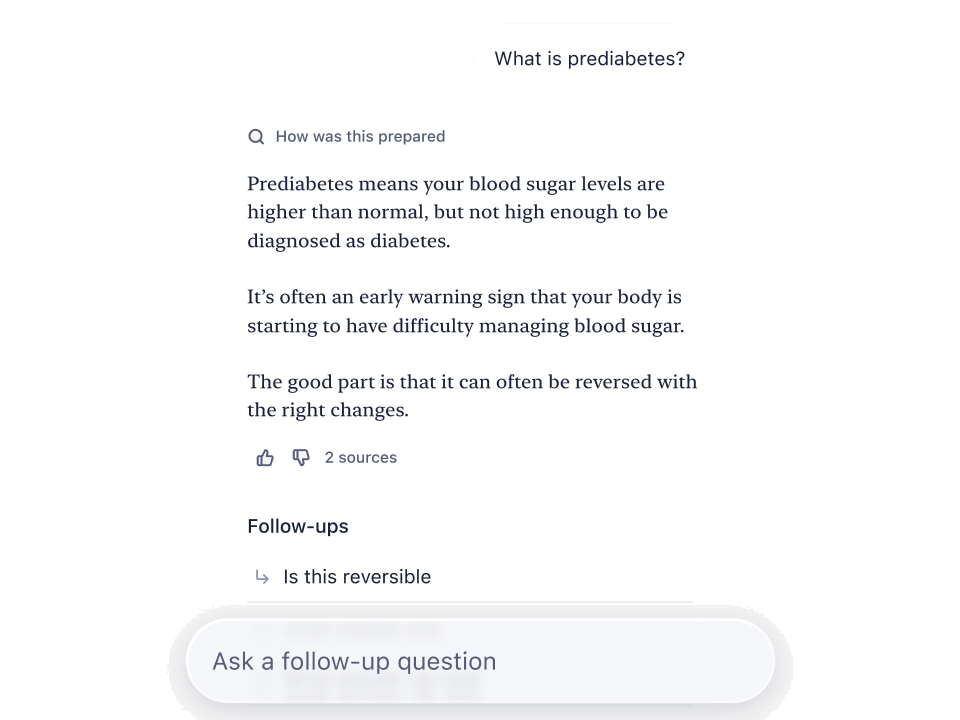 What is prediabetes?
How was this prepared
Prediabetes means your blood sugar levels are
higher than normal, but not high enough to be
diagnosed as diabetes.
It’s often an early warning sign that your body is
starting to have difficulty managing blood sugar.
The good part is that it can often be reversed with
the right changes.
2 sources
Follow-ups
Is this reversible
Ask a follow-up question